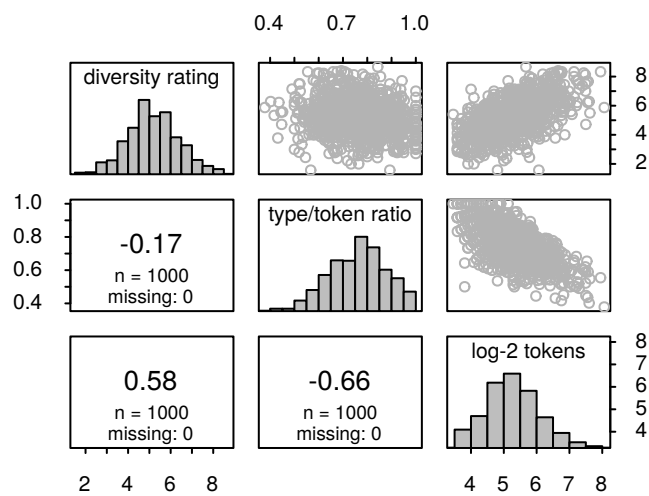 0.4 0.7 1.0
diversity rating
2 4 6 8
0.4 0.6 0.8 1.0
-0.17
n = 1000
missing: 0
type/token ratio
0.58
n = 1000
missing: 0
-0.66
n = 1000
missing: 0
log-2 tokens
4 5 6 7 8
2 4 6 8
4 5 6 7 8